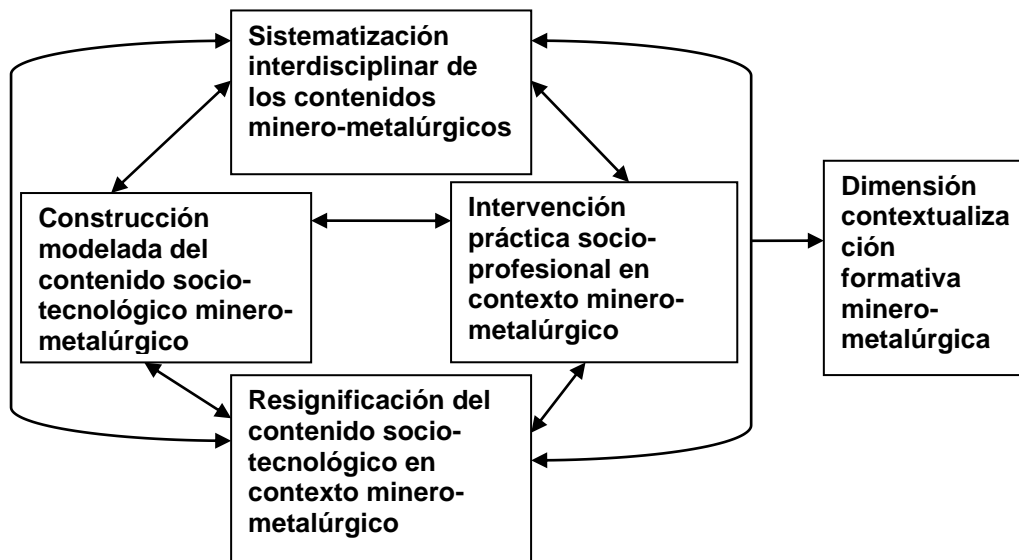 Sistematización
interdisciplinar de
los contenidos
minero-metalúrgicos
Construcción
modelada del
contenido socio-
tecnológico minero-
metalúrgico
Intervención
práctica socio-
profesional en
contexto minero-
metalúrgico
Dimensión
contextualiza
ción
formativa
minero-
metalúrgica
Resignificación del
contenido socio-
tecnológico en
contexto minero-
metalúrgico